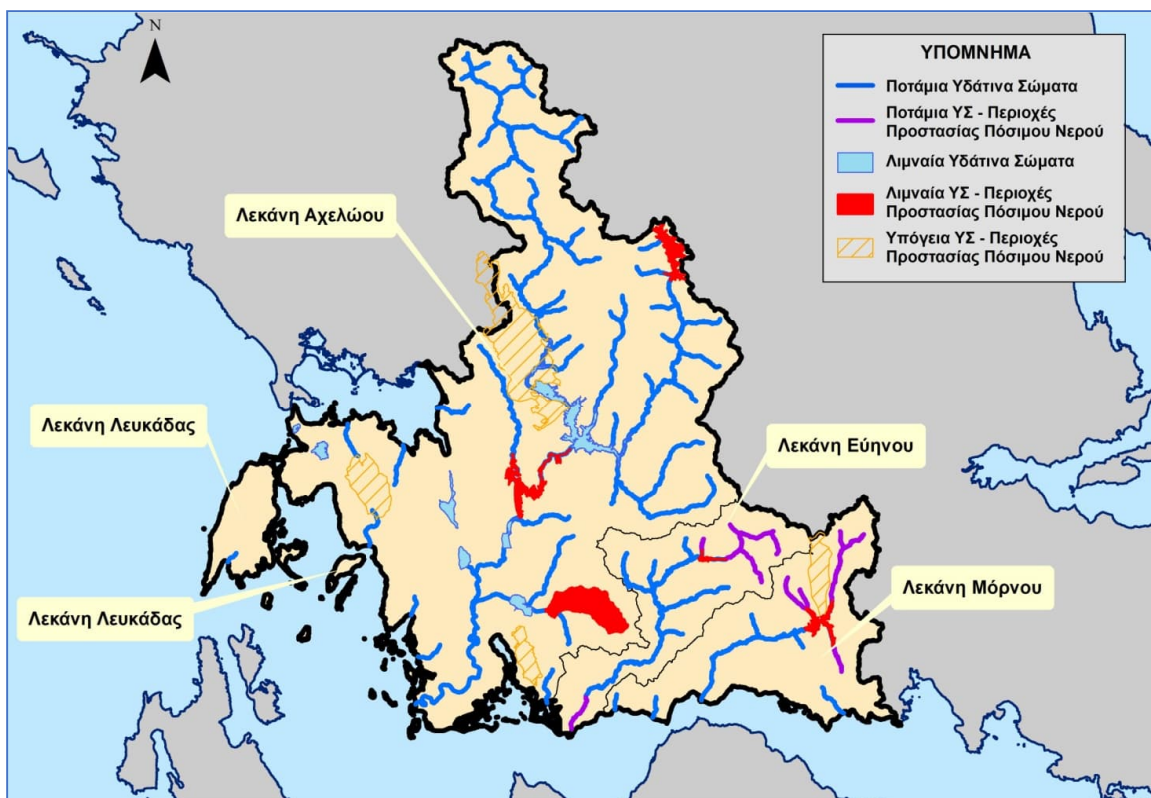 N
ΥΠΟΜΝΗΜΑ
Ποτάμια Υδάτινα Σώματα
Ποτάμια ΥΣ - Περιοχές
Προστασίας Πόσιμου Νερού
Λιμναία Υδάτινα Σώματα
Λιμναία ΥΣ - Περιοχές
Προστασίας Πόσιμου Νερού
Υπόγεια ΥΣ - Περιοχές
Προστασίας Πόσιμου Νερού
Λεκάνη Αχελώου
Λεκάνη Λευκάδας
Λεκάνη Εύηνου
Λεκάνη Μόρνου
Λεκάνη Λευκάδας